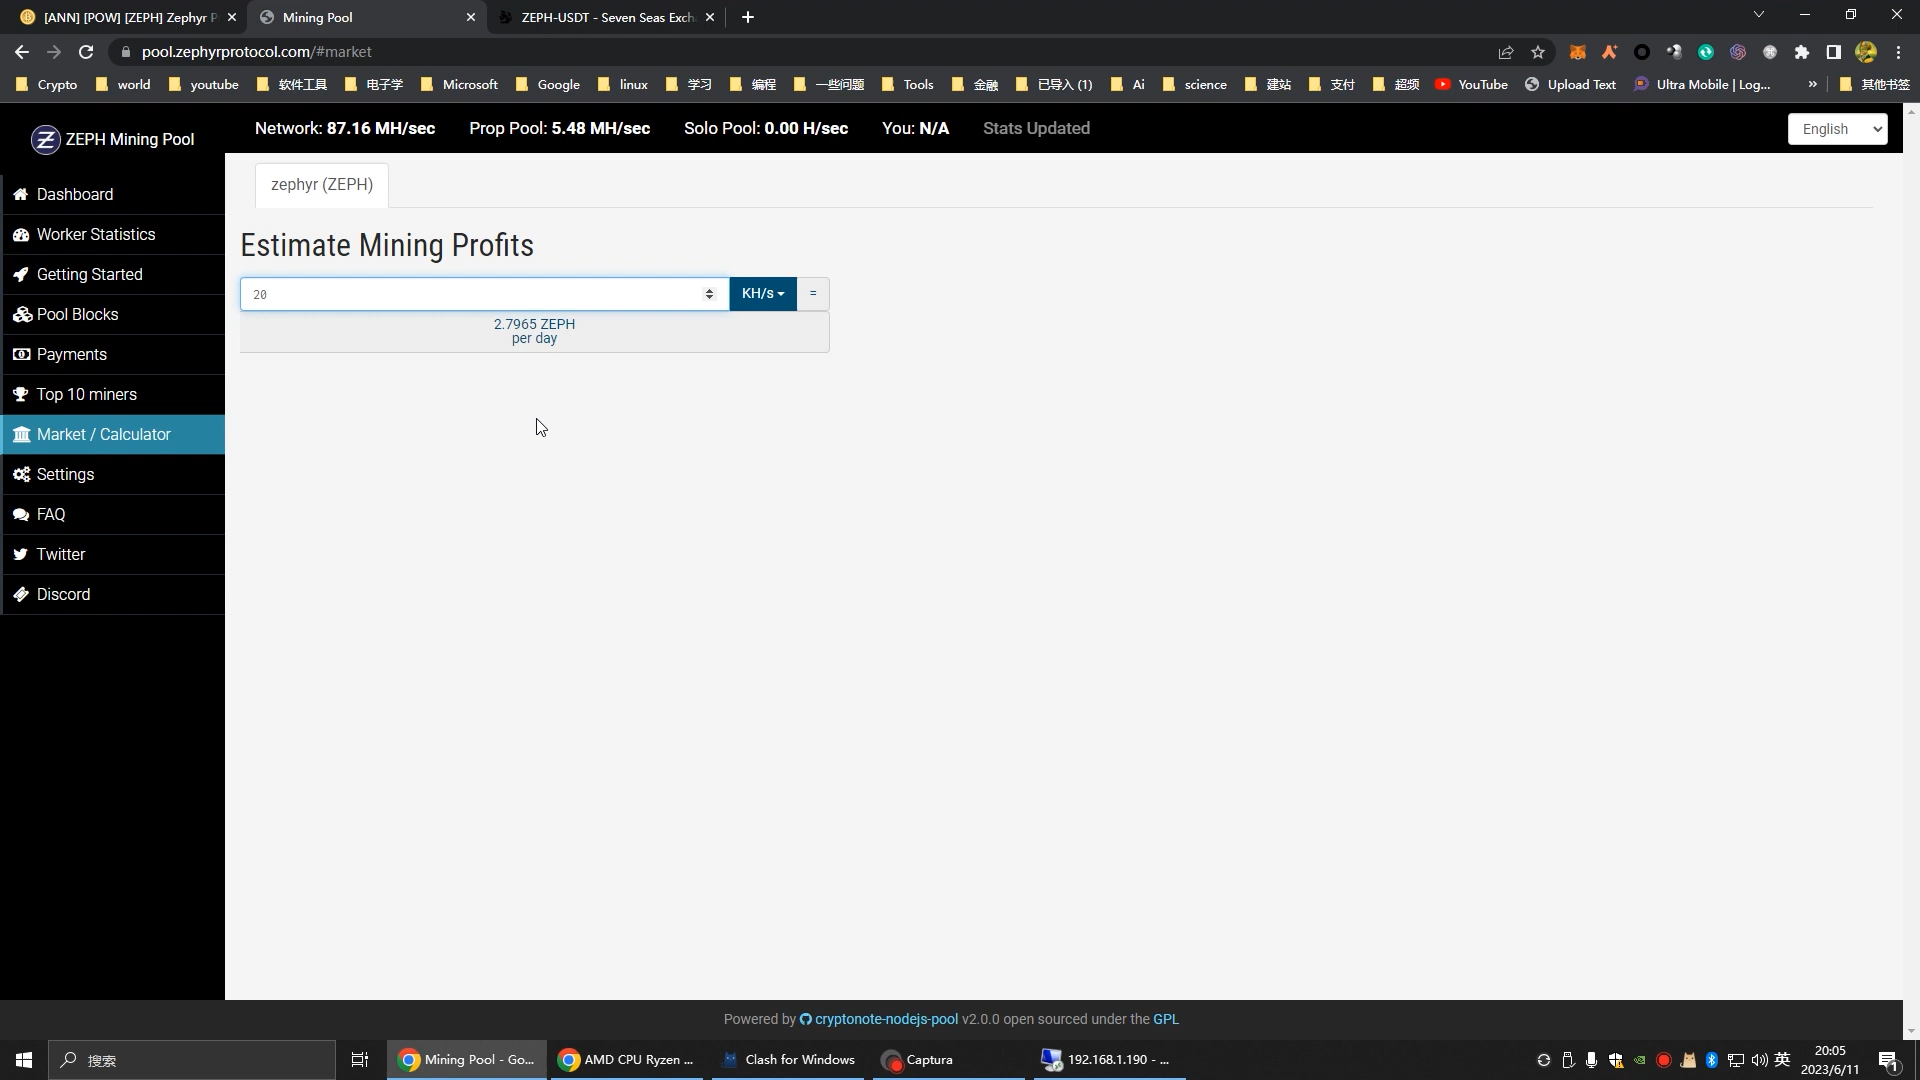 [ANN] [POW] [ZEPH] Zephyr P
Mining Pool
ZEPH-USDT - Seven Seas Exch
pool.zephyrprotocol.com/#market
Crypto
world
youtube
软件工具
电子学
Microsoft
Google
linux
学习
编程
一些问题
Tools
金融
已导入 (1)
Ai
science
建站
支付
超频
YouTube
Upload Text
Ultra Mobile | Log...
»
其他书签
ZEPH Mining Pool
Network: 87.16 MH/sec
Prop Pool: 5.48 MH/sec
Solo Pool: 0.00 H/sec
You: N/A
Stats Updated
English
Dashboard
Worker Statistics
Getting Started
Pool Blocks
Payments
Top 10 miners
Market / Calculator
Settings
FAQ
Twitter
Discord
zephyr (ZEPH)
Estimate Mining Profits
20
KH/s
=
2.7965 ZEPH
per day
Powered by cryptonote-nodejs-pool v2.0.0 open sourced under the GPL
搜索
Mining Pool - Go...
AMD CPU Ryzen ...
Clash for Windows
Captura
192.168.1.190 - ...
英
20:05
2023/6/11
1